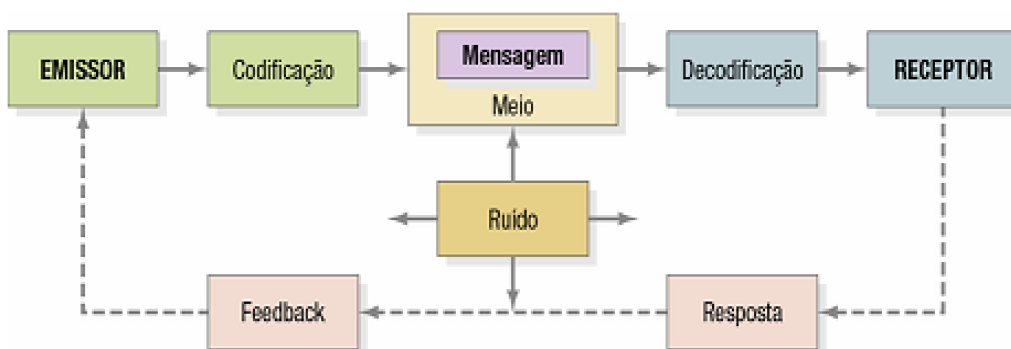 EMISSOR
Codificação
Mensagem
Meio
Decodificação
RECEPTOR
Ruído
Feedback
Resposta